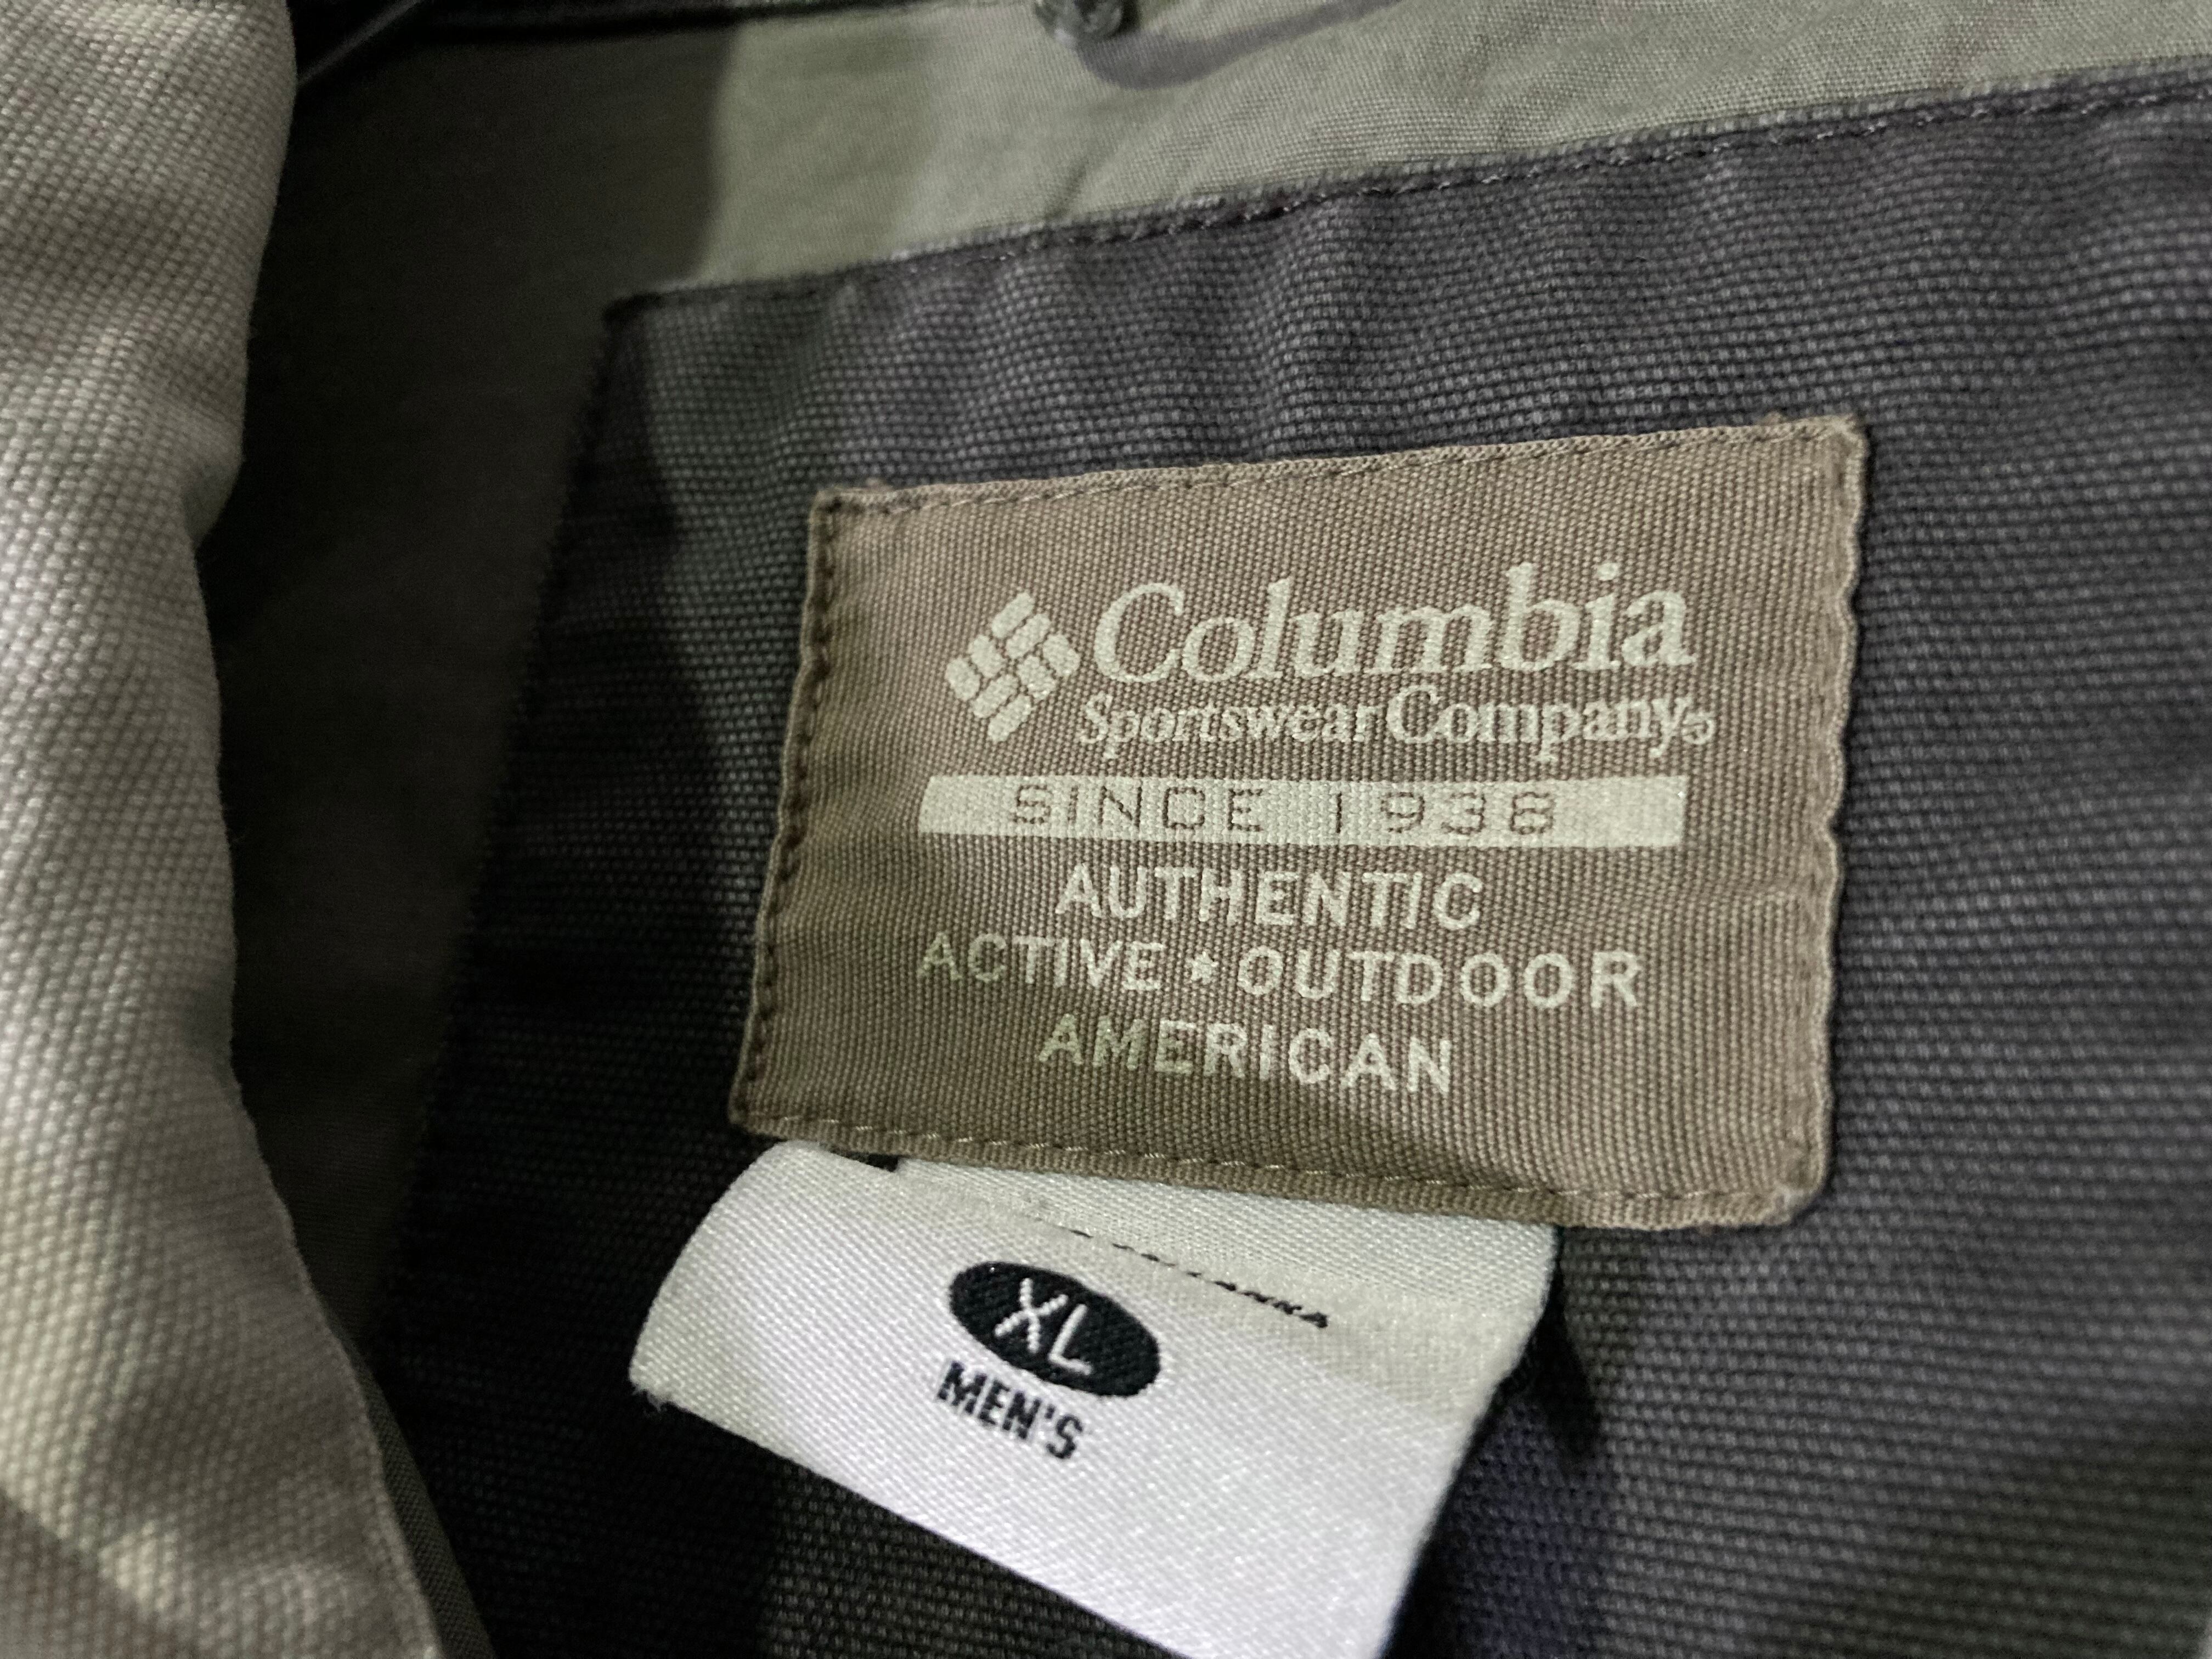 Columbia
Sportswear Company
SINCE 1938
AUTHENTIC
ACTIVE ★ OUTDOOR
AMERICAN
XL
MEN'S